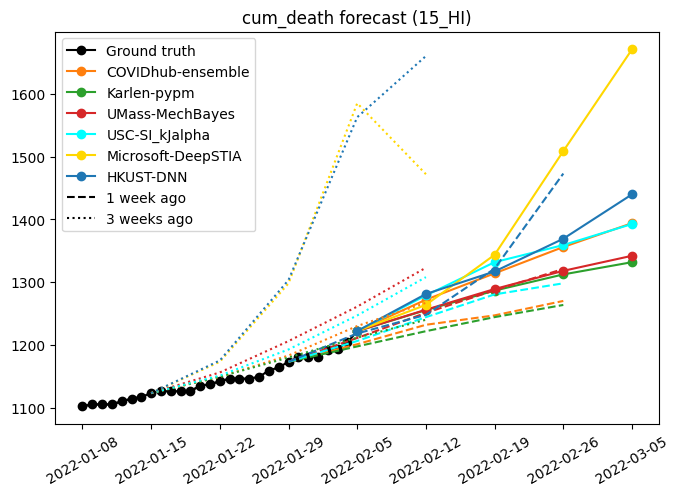 cum_death forecast (15_HI)
Ground truth
COVIDhub-ensemble
Karlen-pypm
UMass-MechBayes
USC-SI_kJalpha
Microsoft-DeepSTIA
HKUST-DNN
1 week ago
3 weeks ago
1600
1500
1400
1300
1200
1100
2022-01-08
2022-01-15
2022-01-22
2022-01-29
2022-02-05
2022-02-12
2022-02-19
2022-02-26
2022-03-05